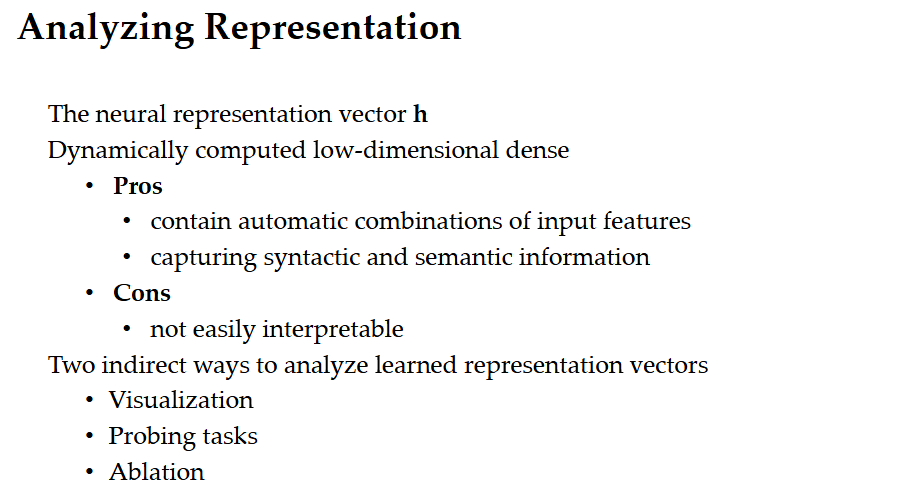 Analyzing Representation
The neural representation vector h
Dynamically computed low-dimensional dense
• Pros
• contain automatic combinations of input features
• capturing syntactic and semantic information
• Cons
• not easily interpretable
Two indirect ways to analyze learned representation vectors
• Visualization
• Probing tasks
• Ablation